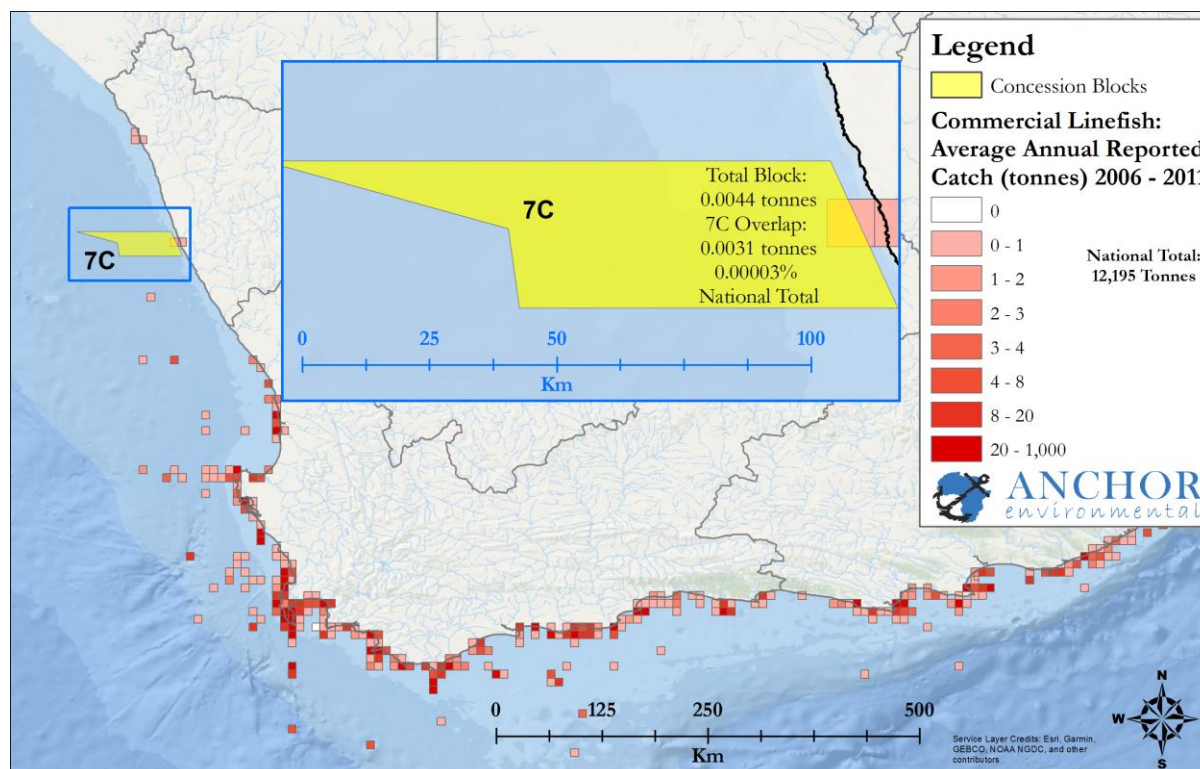 Legend
Concession Blocks
Commercial Linefish:
Average Annual Reported
Catch (tonnes) 2006 - 2011
0
0 - 1
1 - 2
2 - 3
3 - 4
4 - 8
8 - 20
20 - 1,000
National Total:
12,195 Tonnes
ANCHOR
environmental
7C
7C
Total Block:
0.0044 tonnes
7C Overlap:
0.0031 tonnes
0.00003%
National Total
0 25 50 100
Km
0 125 250 500
Km
N
W E
S
Service Layer Credits: Esri, Garmin,
GEBCO, NOAA NGDC, and other
contributors